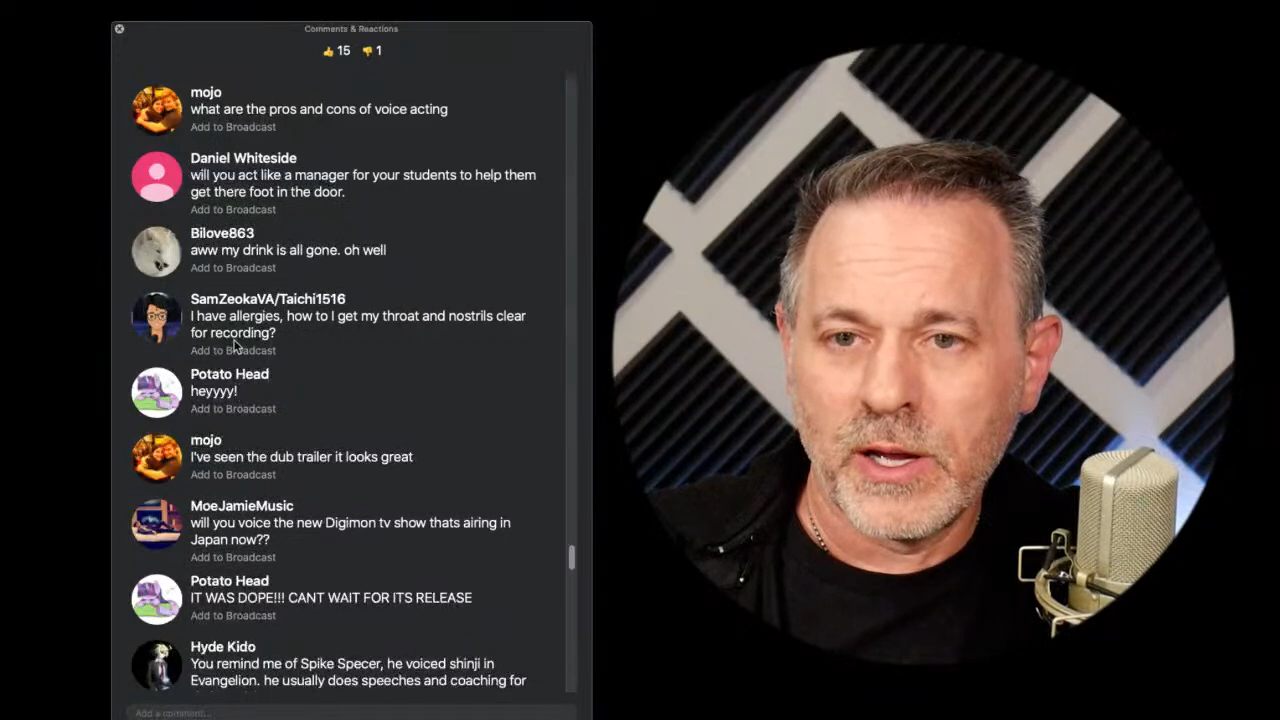 Comments & Reactions
👍 15 👎 1
mojo
what are the pros and cons of voice acting
Add to Broadcast
Daniel Whiteside
will you act like a manager for your students to help them
get there foot in the door.
Add to Broadcast
Bilove863
aww my drink is all gone. oh well
Add to Broadcast
SamZeokaVA/Taichi1516
I have allergies, how to I get my throat and nostrils clear
for recording?
Add to Broadcast
Potato Head
heyyyy!
Add to Broadcast
mojo
I've seen the dub trailer it looks great
Add to Broadcast
MoeJamieMusic
will you voice the new Digimon tv show thats airing in
Japan now??
Add to Broadcast
Potato Head
IT WAS DOPE!!! CANT WAIT FOR ITS RELEASE
Add to Broadcast
Hyde Kido
You remind me of Spike Specer, he voiced shinji in
Evangelion. he usually does speeches and coaching for
Add a comment...